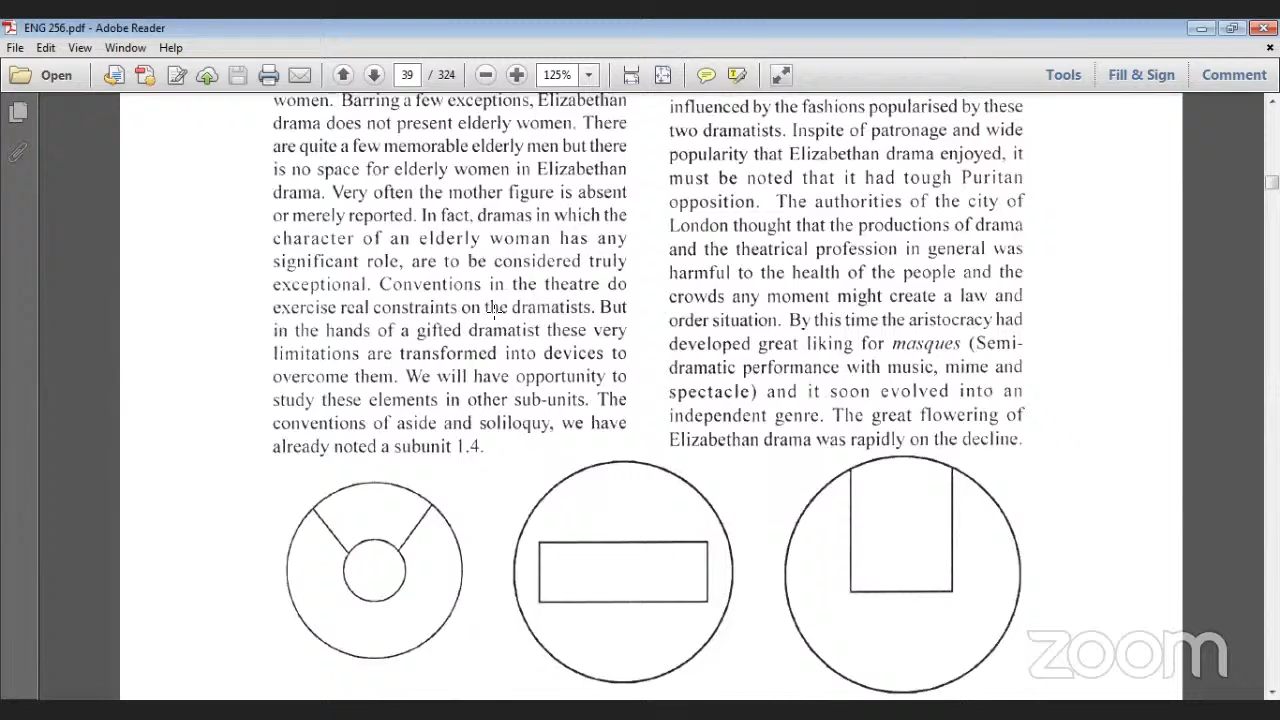 ENG 256.pdf - Adobe Reader
File Edit View Window Help
Open 39 / 324 125% Tools Fill & Sign Comment
women. Barring a few exceptions, Elizabethan
drama does not present elderly women. There
are quite a few memorable elderly men but there
is no space for elderly women in Elizabethan
drama. Very often the mother figure is absent
or merely reported. In fact, dramas in which the
character of an elderly woman has any
significant role, are to be considered truly
exceptional. Conventions in the theatre do
exercise real constraints on the dramatists. But
in the hands of a gifted dramatist these very
limitations are transformed into devices to
overcome them. We will have opportunity to
study these elements in other sub-units. The
conventions of aside and soliloquy, we have
already noted a subunit 1.4.
influenced by the fashions popularised by these
two dramatists. Inspite of patronage and wide
popularity that Elizabethan drama enjoyed, it
must be noted that it had tough Puritan
opposition. The authorities of the city of
London thought that the productions of drama
and the theatrical profession in general was
harmful to the health of the people and the
crowds any moment might create a law and
order situation. By this time the aristocracy had
developed great liking for masques (Semi-
dramatic performance with music, mime and
spectacle) and it soon evolved into an
independent genre. The great flowering of
Elizabethan drama was rapidly on the decline.
zoom